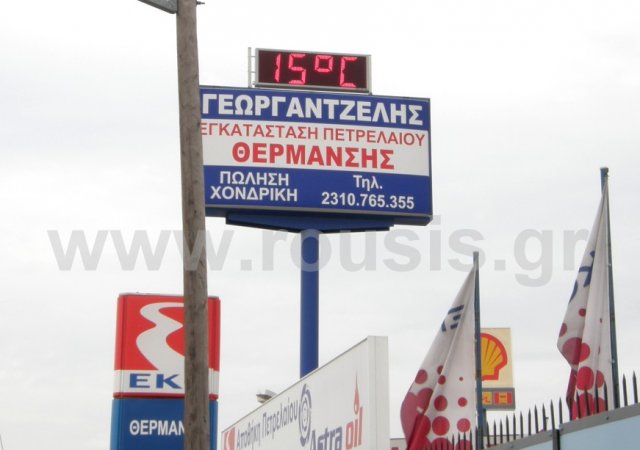 15°C
ΓΕΩΡΓΑΝΤΖΕΛΗΣ
ΕΓΚΑΤΑΣΤΑΣΗ ΠΕΤΡΕΛΑΙΟΥ
ΘΕΡΜΑΝΣΗΣ
ΠΩΛΗΣΗ
ΧΟΝΔΡΙΚΗ
Τηλ.
2310.765.355
www.rousis.gr
ΕΚ
ΘΕΡΜΑΝ
Αποθήκη Πετρελαίου
Astra oil